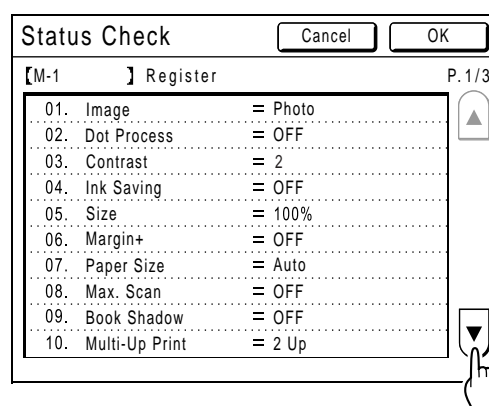 Status Check Cancel OK
【M-1 】 Register P.1/3
01. Image = Photo
02. Dot Process = OFF
03. Contrast = 2
04. Ink Saving = OFF
05. Size = 100%
06. Margin+ = OFF
07. Paper Size = Auto
08. Max. Scan = OFF
09. Book Shadow = OFF
10. Multi-Up Print = 2 Up